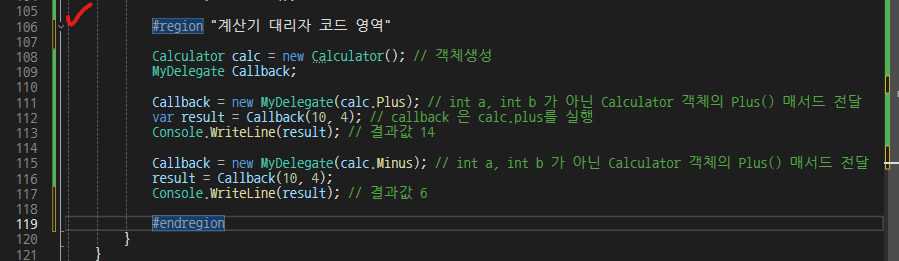 105
106 #region "계산기 대리자 코드 영역"
107
108 Calculator calc = new Calculator(); // 객체생성
109 MyDelegate Callback;
110
111 Callback = new MyDelegate(calc.Plus); // int a, int b 가 아닌 Calculator 객체의 Plus() 매서드 전달
112 var result = Callback(10, 4); // callback 은 calc.plus를 실행
113 Console.WriteLine(result); // 결과값 14
114
115 Callback = new MyDelegate(calc.Minus); // int a, int b 가 아닌 Calculator 객체의 Plus() 매서드 전달
116 result = Callback(10, 4);
117 Console.WriteLine(result); // 결과값 6
118
119 #endregion
120 }
121 }